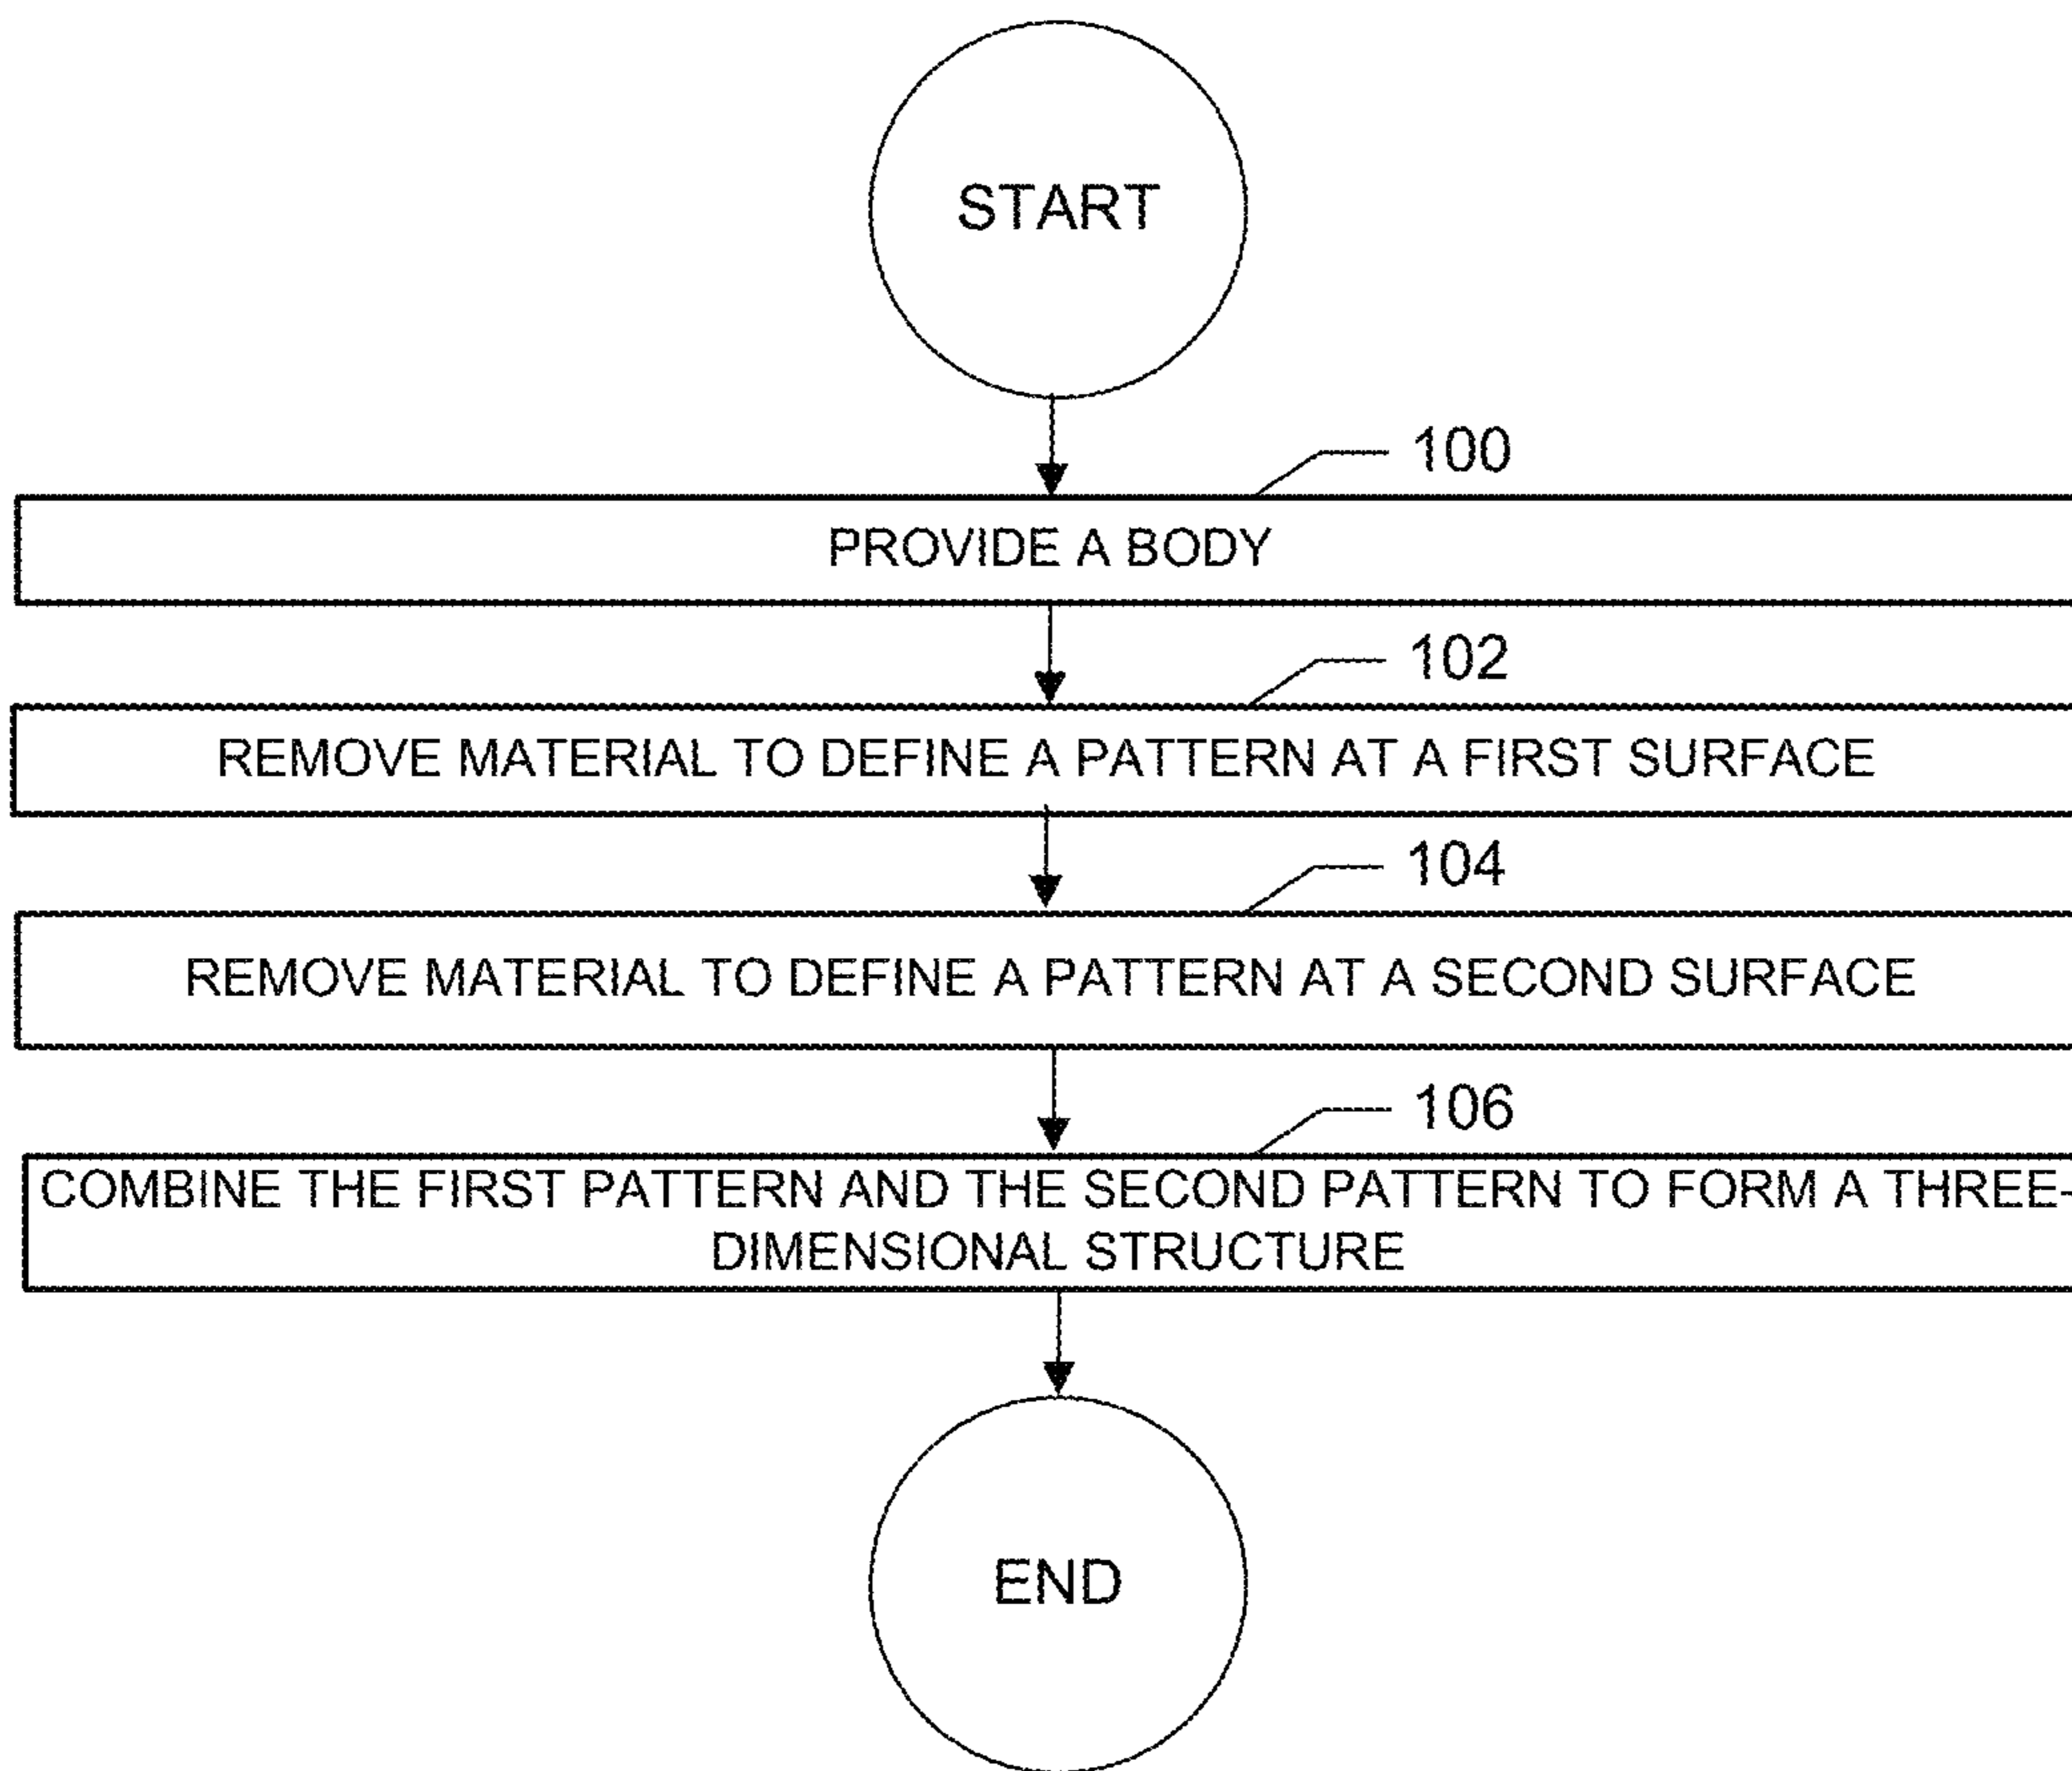 START
100
PROVIDE A BODY
102
REMOVE MATERIAL TO DEFINE A PATTERN AT A FIRST SURFACE
104
REMOVE MATERIAL TO DEFINE A PATTERN AT A SECOND SURFACE
106
COMBINE THE FIRST PATTERN AND THE SECOND PATTERN TO FORM A THREE-
DIMENSIONAL STRUCTURE
END